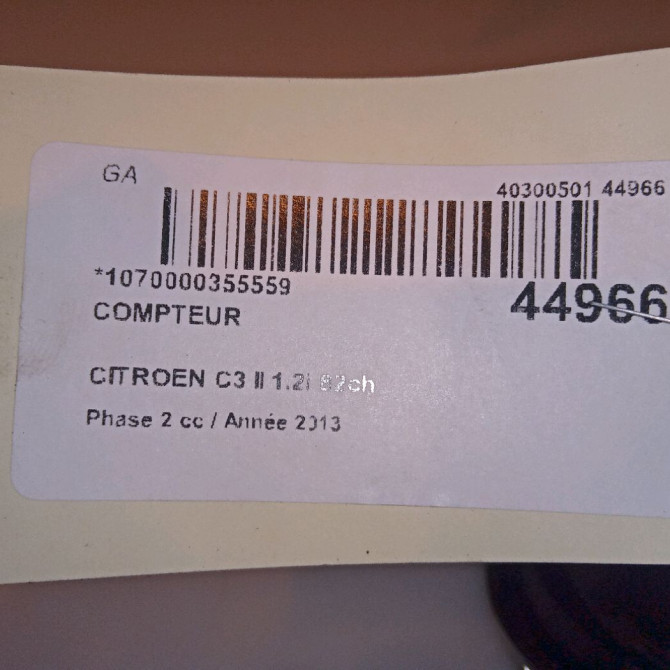 GA
40300501 44966
*1070000355559
44966
COMPTEUR
CITROEN C3 II 1.2i 82ch
Phase 2 cc / Année 2013